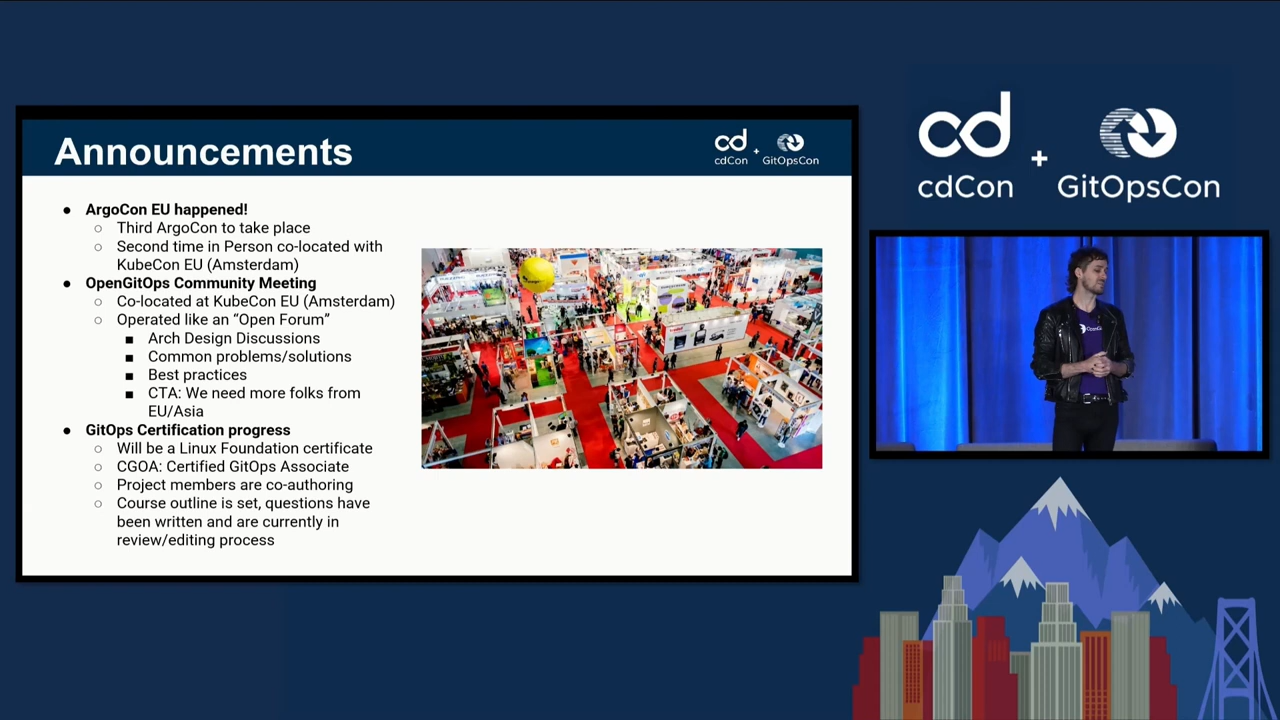 Announcements
cd + 
cdCon GitOpsCon
● ArgoCon EU happened!
○ Third ArgoCon to take place
○ Second time in Person co-located with
KubeCon EU (Amsterdam)
● OpenGitOps Community Meeting
○ Co-located at KubeCon EU (Amsterdam)
○ Operated like an “Open Forum”
■ Arch Design Discussions
■ Common problems/solutions
■ Best practices
■ CTA: We need more folks from
EU/Asia
● GitOps Certification progress
○ Will be a Linux Foundation certificate
○ CGOA: Certified GitOps Associate
○ Project members are co-authoring
○ Course outline is set, questions have
been written and are currently in
review/editing process
cd +
cdCon GitOpsCon